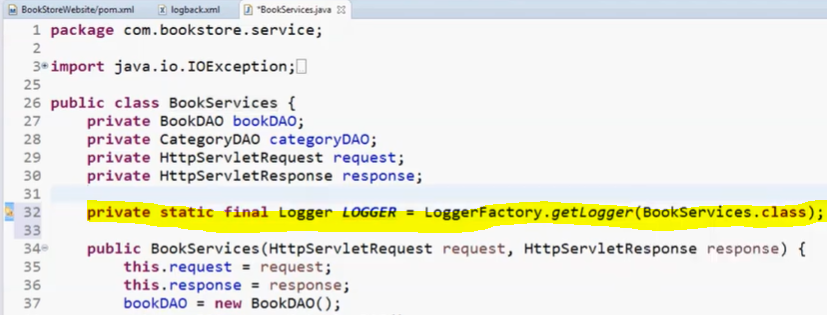 BookStoreWebsite/pom.xml logback.xml *BookServices.java
1 package com.bookstore.service;
2
3 import java.io.IOException;
25
26 public class BookServices {
27 private BookDAO bookDAO;
28 private CategoryDAO categoryDAO;
29 private HttpServletRequest request;
30 private HttpServletResponse response;
31
32 private static final Logger LOGGER = LoggerFactory.getLogger(BookServices.class);
33
34 public BookServices(HttpServletRequest request, HttpServletResponse response) {
35 this.request = request;
36 this.response = response;
37 bookDAO = new BookDAO();